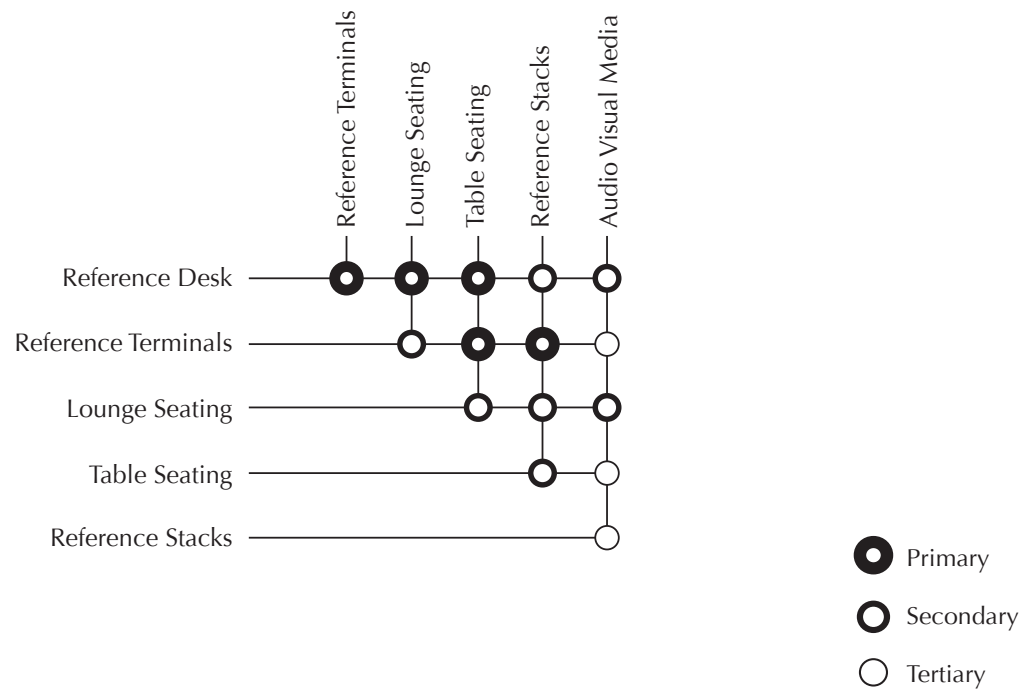 Reference Terminals
Lounge Seating
Table Seating
Reference Stacks
Audio Visual Media
Reference Desk
Reference Terminals
Lounge Seating
Table Seating
Reference Stacks
Primary
Secondary
Tertiary